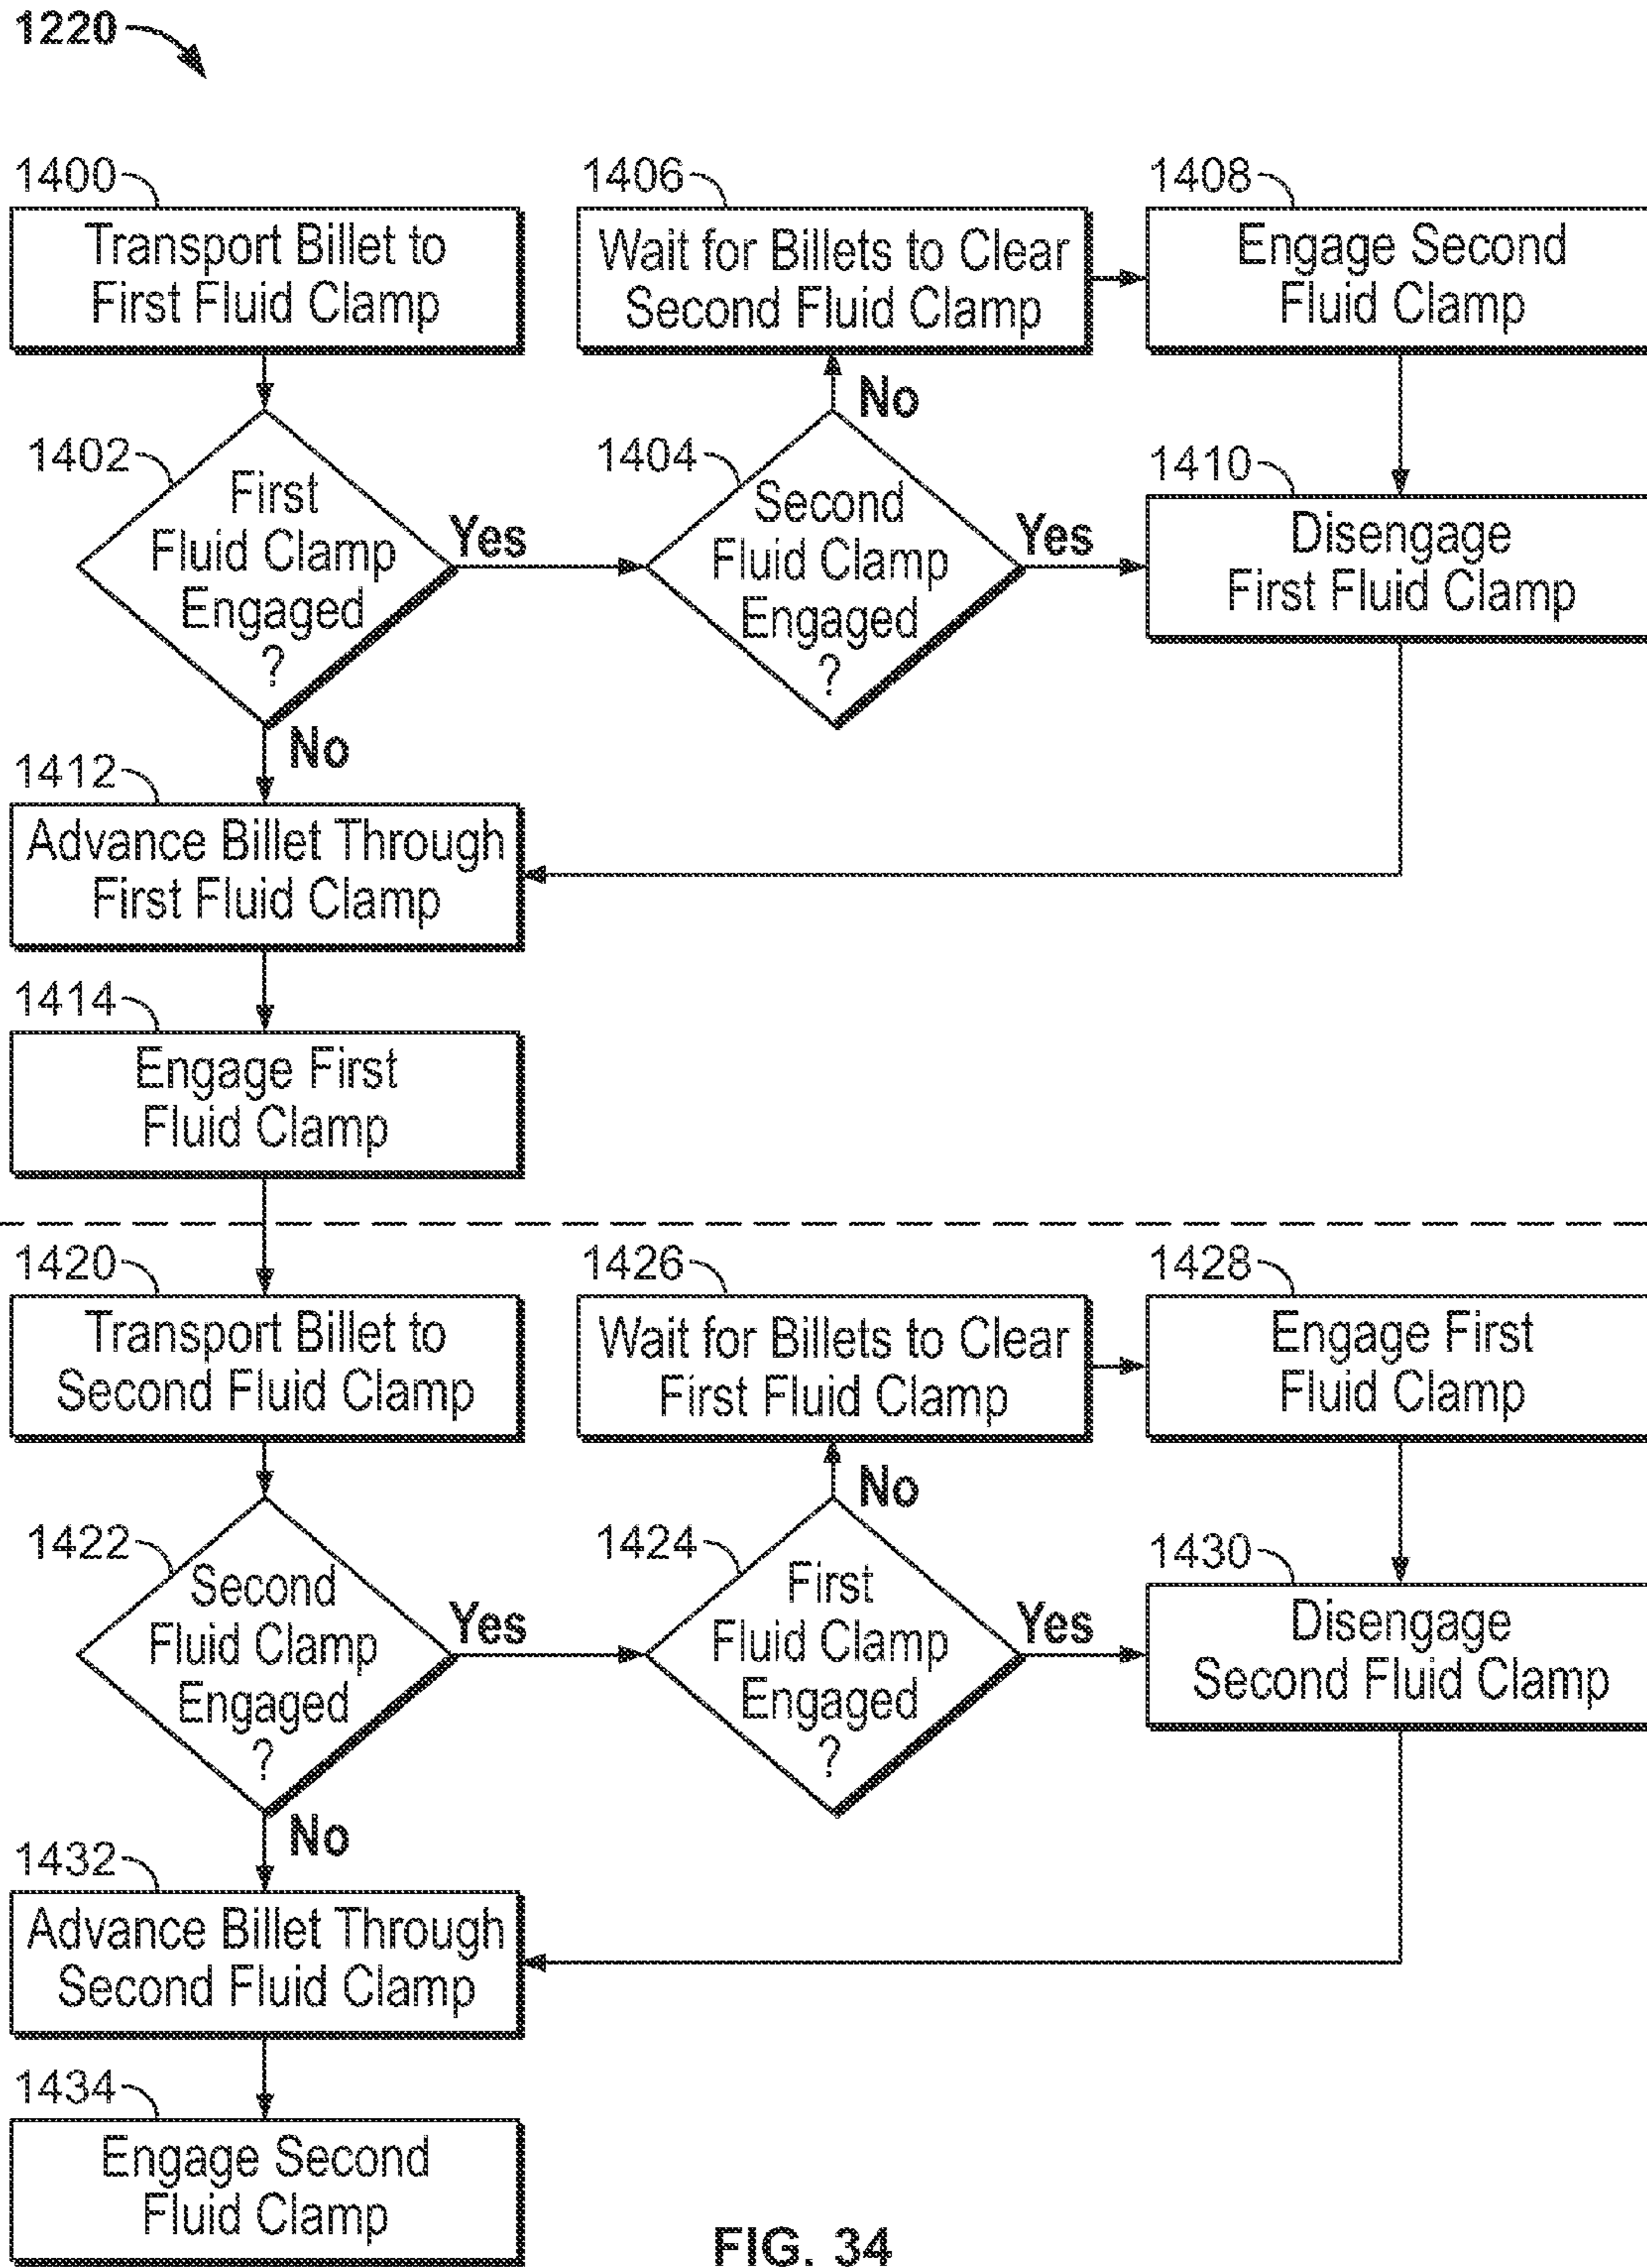 1220
1400
Transport Billet to
First Fluid Clamp
1406
Wait for Billets to Clear
Second Fluid Clamp
1408
Engage Second
Fluid Clamp
No
1402
First
Fluid Clamp
Engaged
?
Yes
1404
Second
Fluid Clamp
Engaged
?
Yes
1410
Disengage
First Fluid Clamp
No
1412
Advance Billet Through
First Fluid Clamp
1414
Engage First
Fluid Clamp
1420
Transport Billet to
Second Fluid Clamp
1426
Wait for Billets to Clear
First Fluid Clamp
1428
Engage First
Fluid Clamp
No
1422
Second
Fluid Clamp
Engaged
?
Yes
1424
First
Fluid Clamp
Engaged
?
Yes
1430
Disengage
Second Fluid Clamp
No
1432
Advance Billet Through
Second Fluid Clamp
1434
Engage Second
Fluid Clamp
FIG. 34